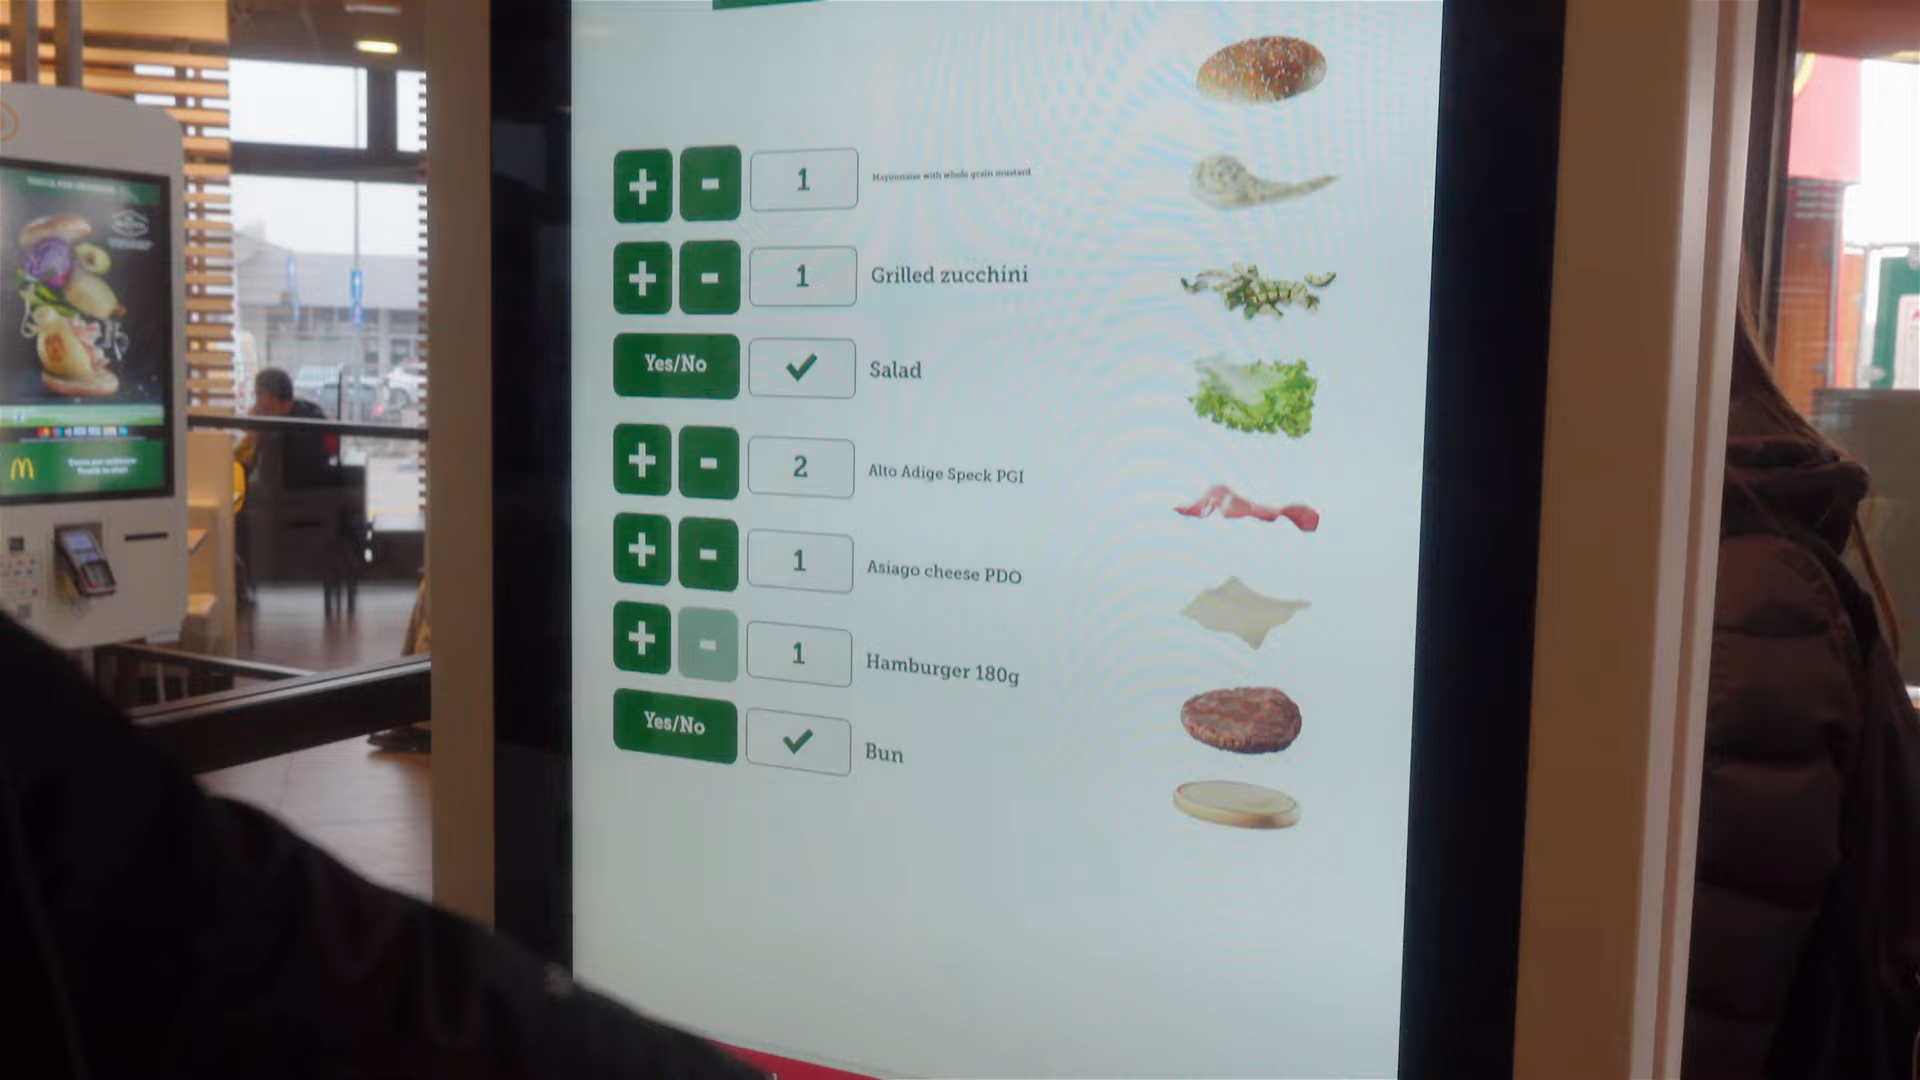 + - 1 Mayonnaise with whole grain mustard
+ - 1 Grilled zucchini
Yes/No ✓ Salad
+ - 2 Alto Adige Speck PGI
+ - 1 Asiago cheese PDO
+ - 1 Hamburger 180g
Yes/No ✓ Bun